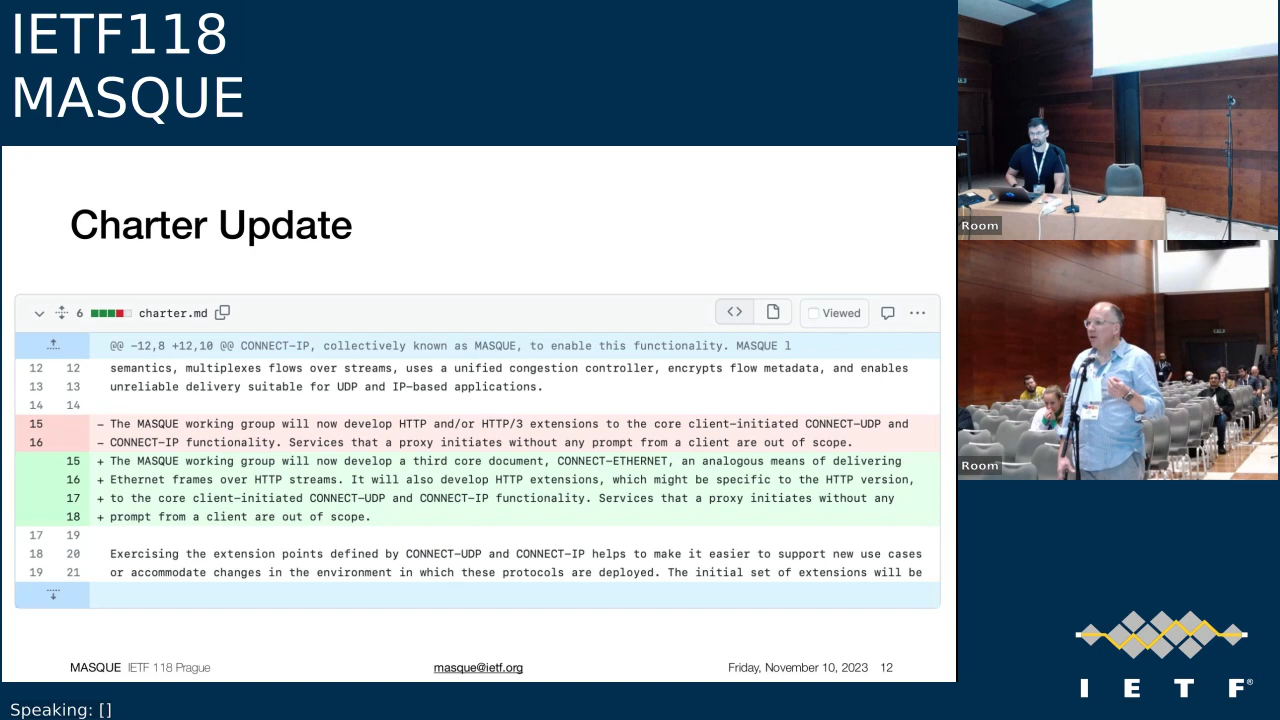 IETF118
MASQUE
Charter Update
6 charter.md
Viewed
@@ -12,8 +12,10 @@ CONNECT-IP, collectively known as MASQUE, to enable this functionality. MASQUE l
12 12 semantics, multiplexes flows over streams, uses a unified congestion controller, encrypts flow metadata, and enables
13 13 unreliable delivery suitable for UDP and IP-based applications.
14 14
15 - The MASQUE working group will now develop HTTP and/or HTTP/3 extensions to the core client-initiated CONNECT-UDP and
16 - CONNECT-IP functionality. Services that a proxy initiates without any prompt from a client are out of scope.
15 + The MASQUE working group will now develop a third core document, CONNECT-ETHERNET, an analogous means of delivering
16 + Ethernet frames over HTTP streams. It will also develop HTTP extensions, which might be specific to the HTTP version,
17 + to the core client-initiated CONNECT-UDP and CONNECT-IP functionality. Services that a proxy initiates without any
18 + prompt from a client are out of scope.
17 19
18 20 Exercising the extension points defined by CONNECT-UDP and CONNECT-IP helps to make it easier to support new use cases
19 21 or accommodate changes in the environment in which these protocols are deployed. The initial set of extensions will be
MASQUE IETF 118 Prague
masque@ietf.org
Friday, November 10, 2023 12
Room
Room
I E T F®
Speaking: []